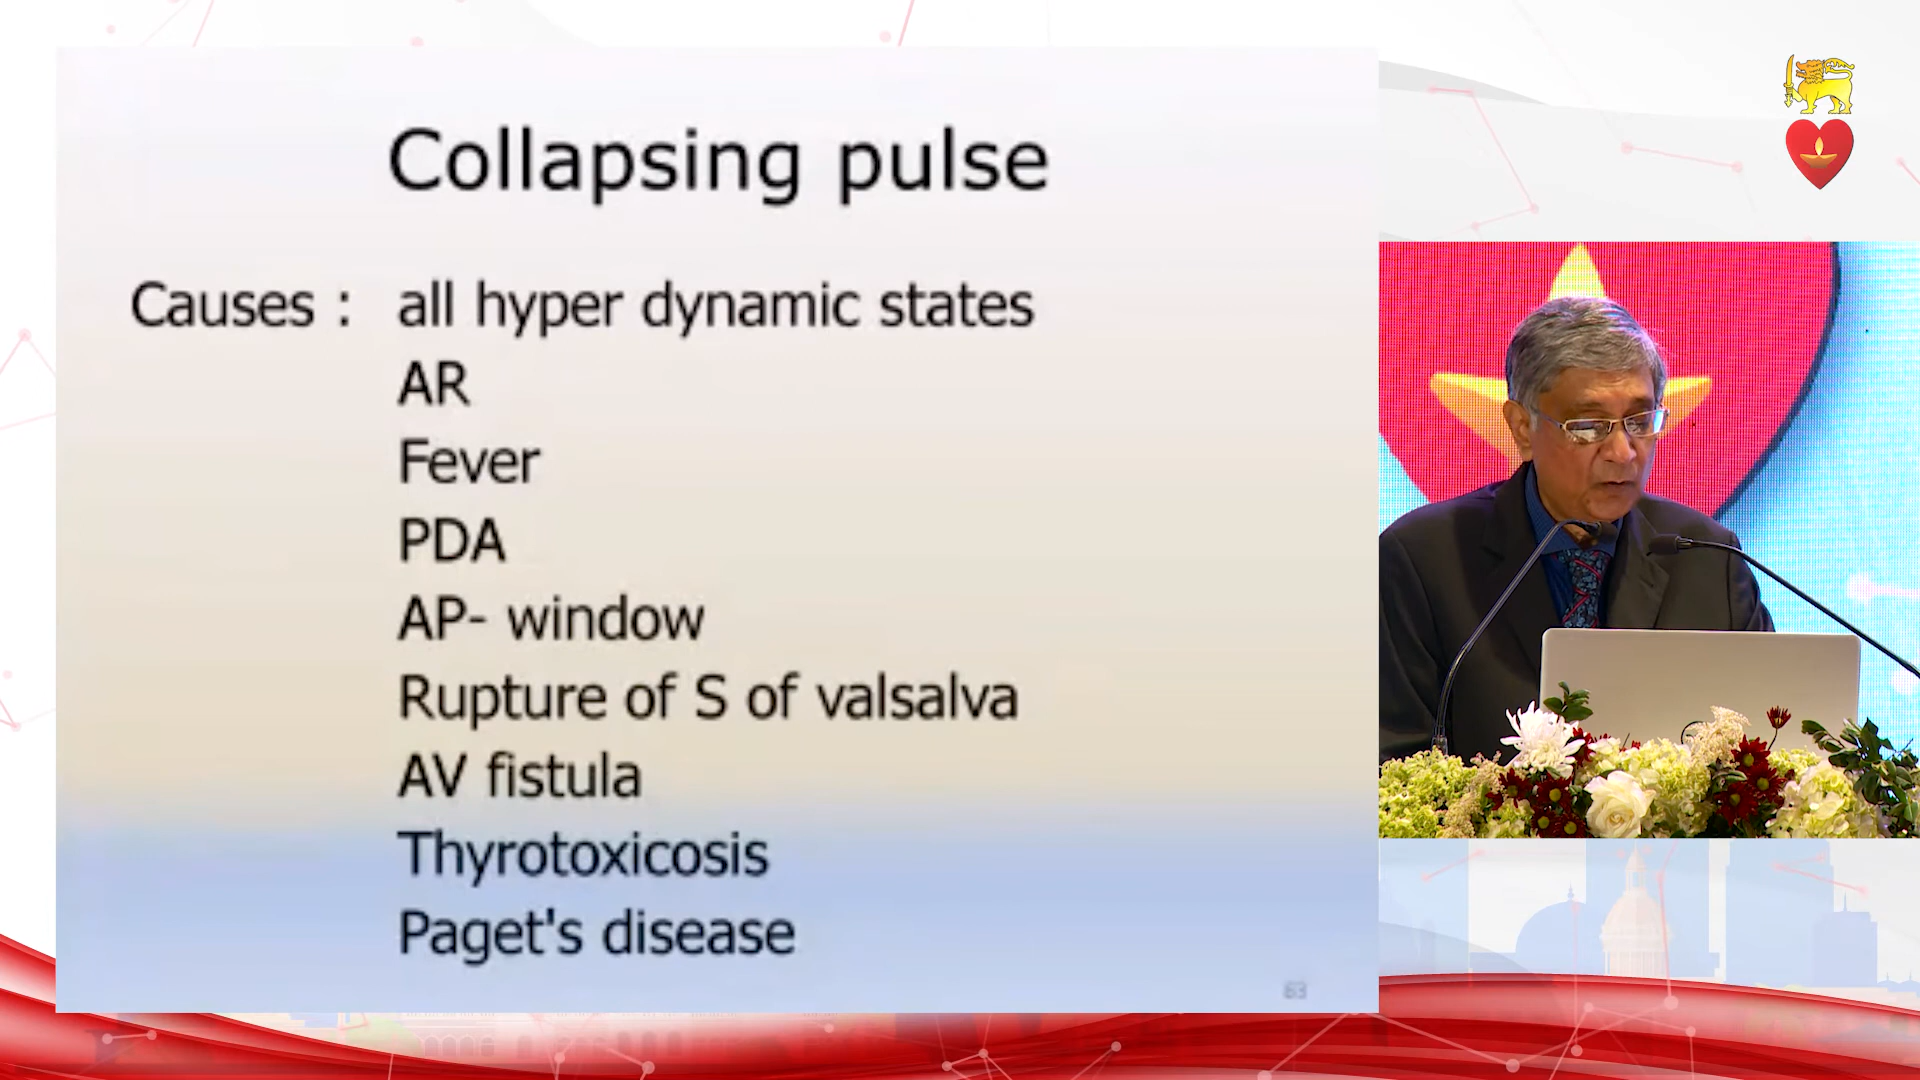 Collapsing pulse
Causes : all hyper dynamic states
AR
Fever
PDA
AP- window
Rupture of S of valsalva
AV fistula
Thyrotoxicosis
Paget's disease
63